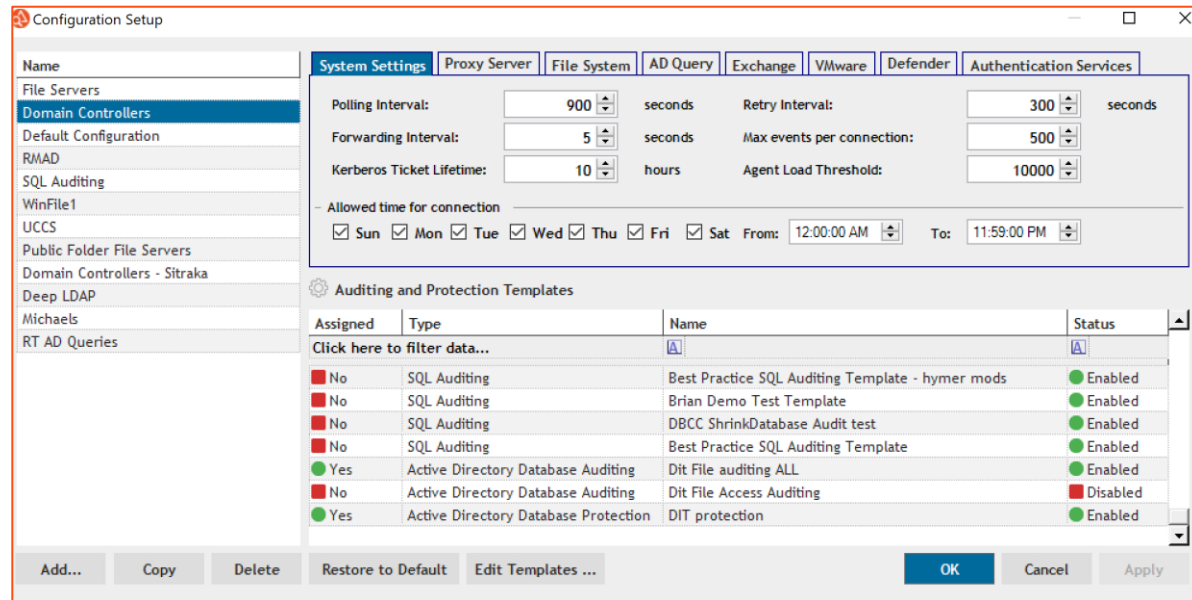 Configuration Setup
Name
File Servers
Domain Controllers
Default Configuration
RMAD
SQL Auditing
WinFile1
UCCS
Public Folder File Servers
Domain Controllers - Sitraka
Deep LDAP
Michaels
RT AD Queries
System Settings Proxy Server File System AD Query Exchange VMware Defender Authentication Services
Polling Interval: 900 seconds Retry Interval: 300 seconds
Forwarding Interval: 5 seconds Max events per connection: 500
Kerberos Ticket Lifetime: 10 hours Agent Load Threshold: 10000
Allowed time for connection
Sun Mon Tue Wed Thu Fri Sat From: 12:00:00 AM To: 11:59:00 PM
Auditing and Protection Templates
Assigned Type Name Status
Click here to filter data... A A
No SQL Auditing Best Practice SQL Auditing Template - hymer mods Enabled
No SQL Auditing Brian Demo Test Template Enabled
No SQL Auditing DBCC ShrinkDatabase Audit test Enabled
No SQL Auditing Best Practice SQL Auditing Template Enabled
Yes Active Directory Database Auditing Dit File auditing ALL Enabled
No Active Directory Database Auditing Dit File Access Auditing Disabled
Yes Active Directory Database Protection DIT protection Enabled
Add... Copy Delete Restore to Default Edit Templates ... OK Cancel Apply